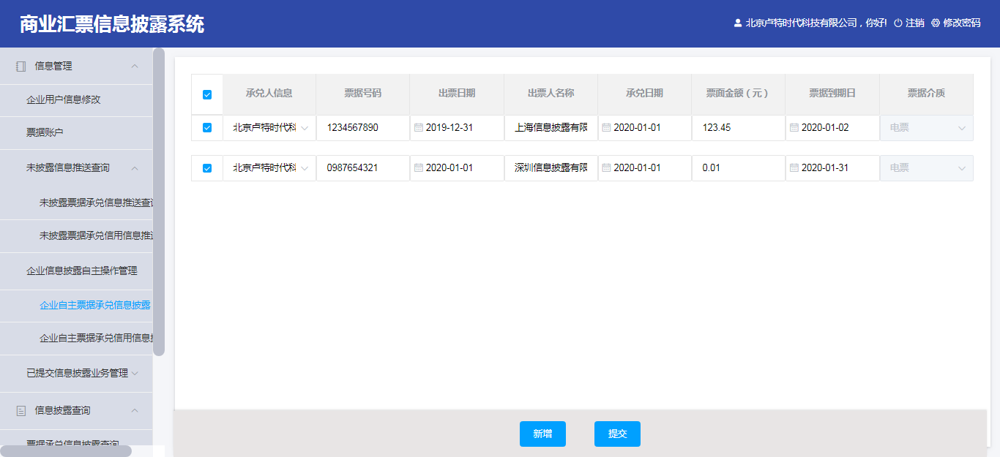 商业汇票信息披露系统
北京卢特时代科技有限公司，你好! 注销 修改密码
信息管理
企业用户信息修改
票据账户
未披露信息推送查询
未披露票据承兑信息推送查
未披露票据承兑信用信息推
企业信息披露自主操作管理
企业自主票据承兑信息披露
企业自主票据承兑信用信息
已提交信息披露业务管理
信息披露查询
票据承兑信息披露查询
承兑人信息 票据号码 出票日期 出票人名称 承兑日期 票面金额（元） 票据到期日 票据介质
北京卢特时代科 1234567890 2019-12-31 上海信息披露有限 2020-01-01 123.45 2020-01-02 电票
北京卢特时代科 0987654321 2020-01-01 深圳信息披露有限 2020-01-01 0.01 2020-01-31 电票
新增 提交